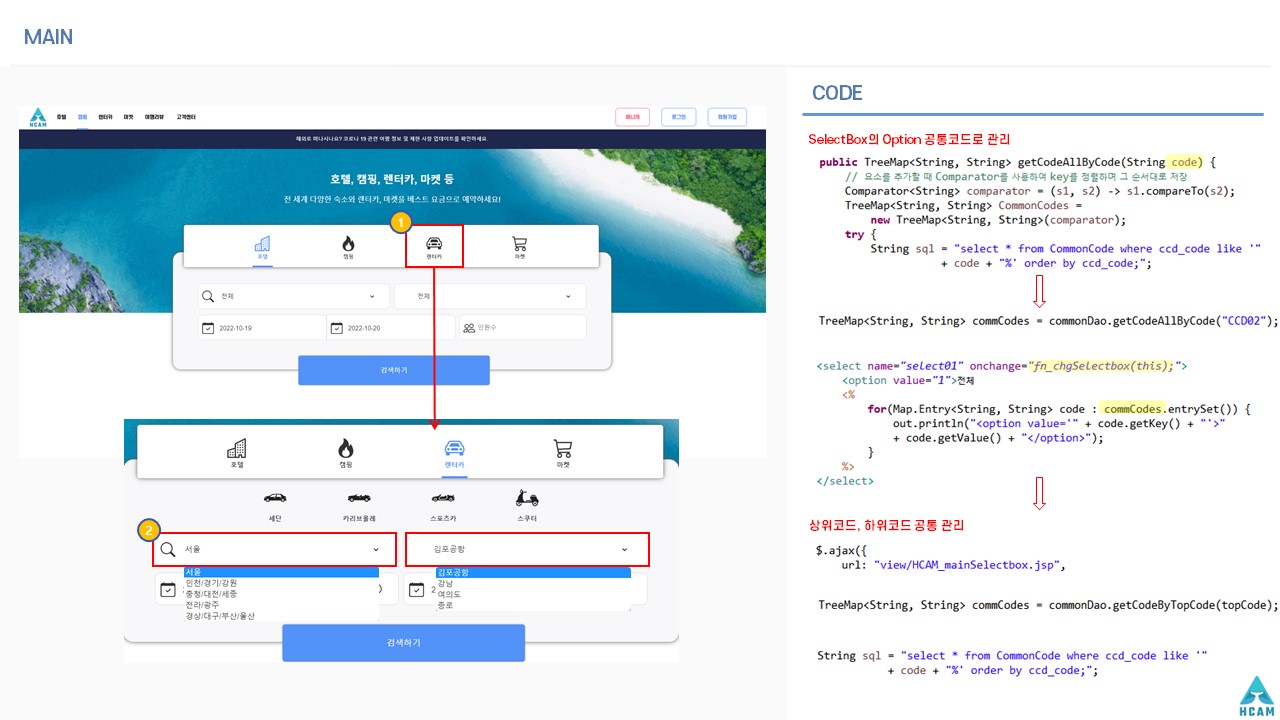 MAIN
HCAM
호텔
캠핑
렌터카
마켓
여행리뷰
고객센터
로그인
회원가입
해외로 떠나시나요? 코로나 19 관련 여행 정보 및 제한 사항 업데이트를 확인하세요.
호텔, 캠핑, 렌터카, 마켓 등
전 세계 다양한 숙소와 렌터카, 마켓을 베스트 요금으로 예약하세요!
1
호텔
캠핑
렌터카
마켓
전체
전체
2022-10-19
2022-10-20
인원수
검색하기
호텔
캠핑
렌터카
마켓
세단
카리브올레
스포츠카
스쿠터
2
서울
김포공항
서울
인천/경기/강원
충청/대전/세종
전라/광주
경상/대구/부산/울산
김포공항
강남
여의도
종로
2
검색하기
CODE
SelectBox의 Option 공통코드로 관리
public TreeMap<String, String> getCodeAllByCode(String code) {
// 요소를 추가할 때 Comparator를 사용하여 key를 정렬하며 그 순서대로 저장
Comparator<String> comparator = (s1, s2) -> s1.compareTo(s2);
TreeMap<String, String> CommonCodes =
new TreeMap<String, String>(comparator);
try {
String sql = "select * from CommonCode where ccd_code like '"
+ code + "%' order by ccd_code;";
TreeMap<String, String> commCodes = commonDao.getCodeAllByCode("CCD02");
<select name="select01" onchange="fn_chgSelectbox(this);">
<option value="1">전체
<%
for(Map.Entry<String, String> code : commCodes.entrySet()) {
out.println("<option value='" + code.getKey() + "'>"
+ code.getValue() + "</option>");
}
%>
</select>
상위코드, 하위코드 공통 관리
$.ajax({
url: "view/HCAM_mainSelectbox.jsp",
TreeMap<String, String> commCodes = commonDao.getCodeByTopCode(topCode);
String sql = "select * from CommonCode where ccd_code like '"
+ code + "%' order by ccd_code;";
HCAM